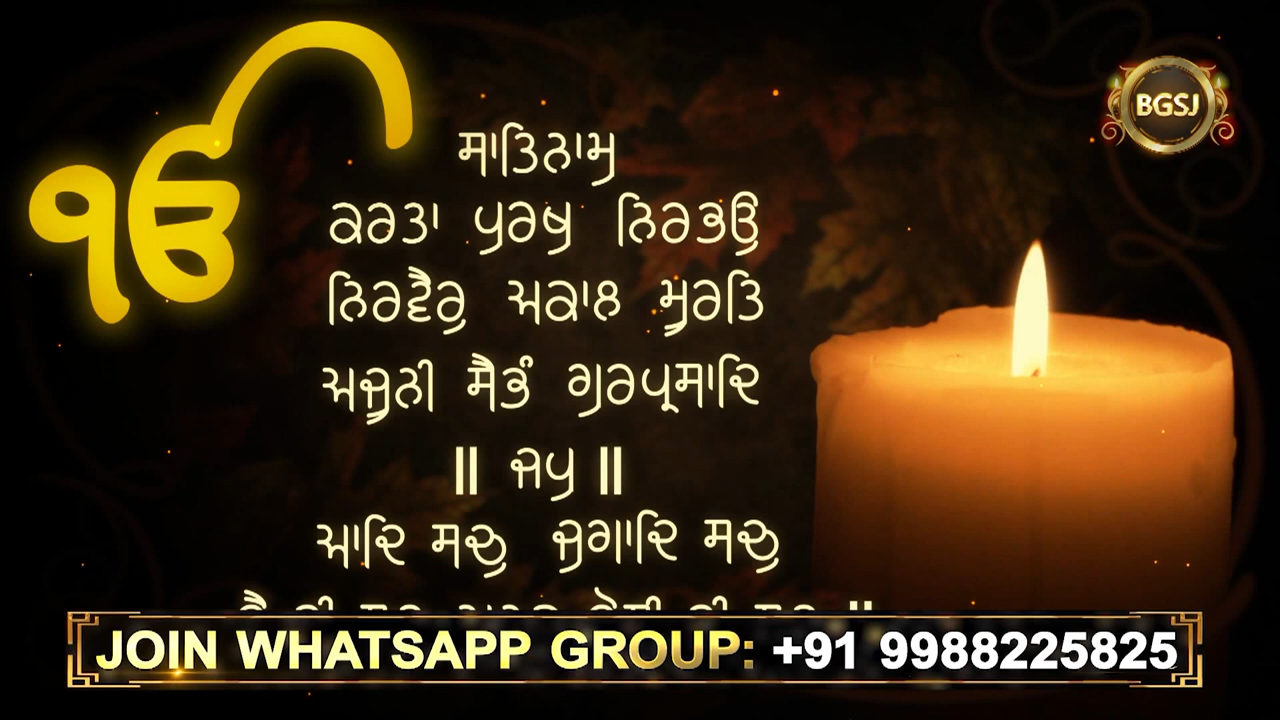 ੴ
BGSJ
ਸਾਤਿਨਾਮੁ
ਕਰਤਾ ਪੁਰਖੁ ਨਿਰਭਉ
ਨਿਰਵੈਰੁ ਅਕਾਲ ਮੂਰਤਿ
ਅਜੂਨੀ ਸੈਭੰ ਗੁਰਪ੍ਰਸਾਦਿ
॥ ਜਪੁ ॥
ਆਦਿ ਸਚੁ ਜੁਗਾਦਿ ਸਚੁ
JOIN WHATSAPP GROUP: +91 9988225825